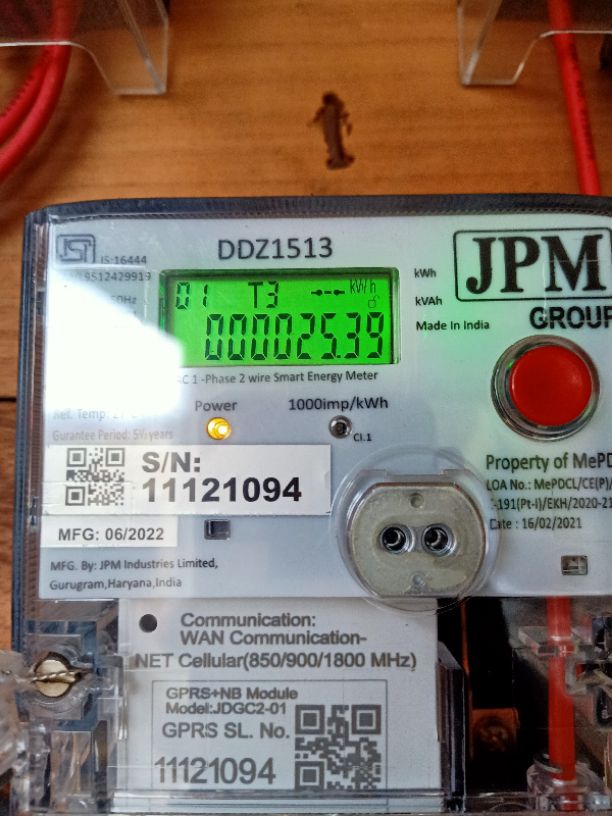 IS:16444
DDZ1513
JPM
GROUP
kWh
kVAh
Made In India
01 T3 kWh
00002539
1 -Phase 2 wire Smart Energy Meter
Power
1000imp/kWh
Cl.1
Ref. Temp:
Gurantee Period: 5½ years
S/N:
11121094
MFG: 06/2022
MFG. By: JPM Industries Limited,
Gurugram,Haryana,India
Property of MePD
LOA No.: MePDCL/CE(P)/
-191(Pt-I)/EKH/2020-21
Date : 16/02/2021
Communication:
WAN Communication-
NET Cellular(850/900/1800 MHz)
GPRS+NB Module
Model:JDGC2-01
GPRS SL. No.
11121094